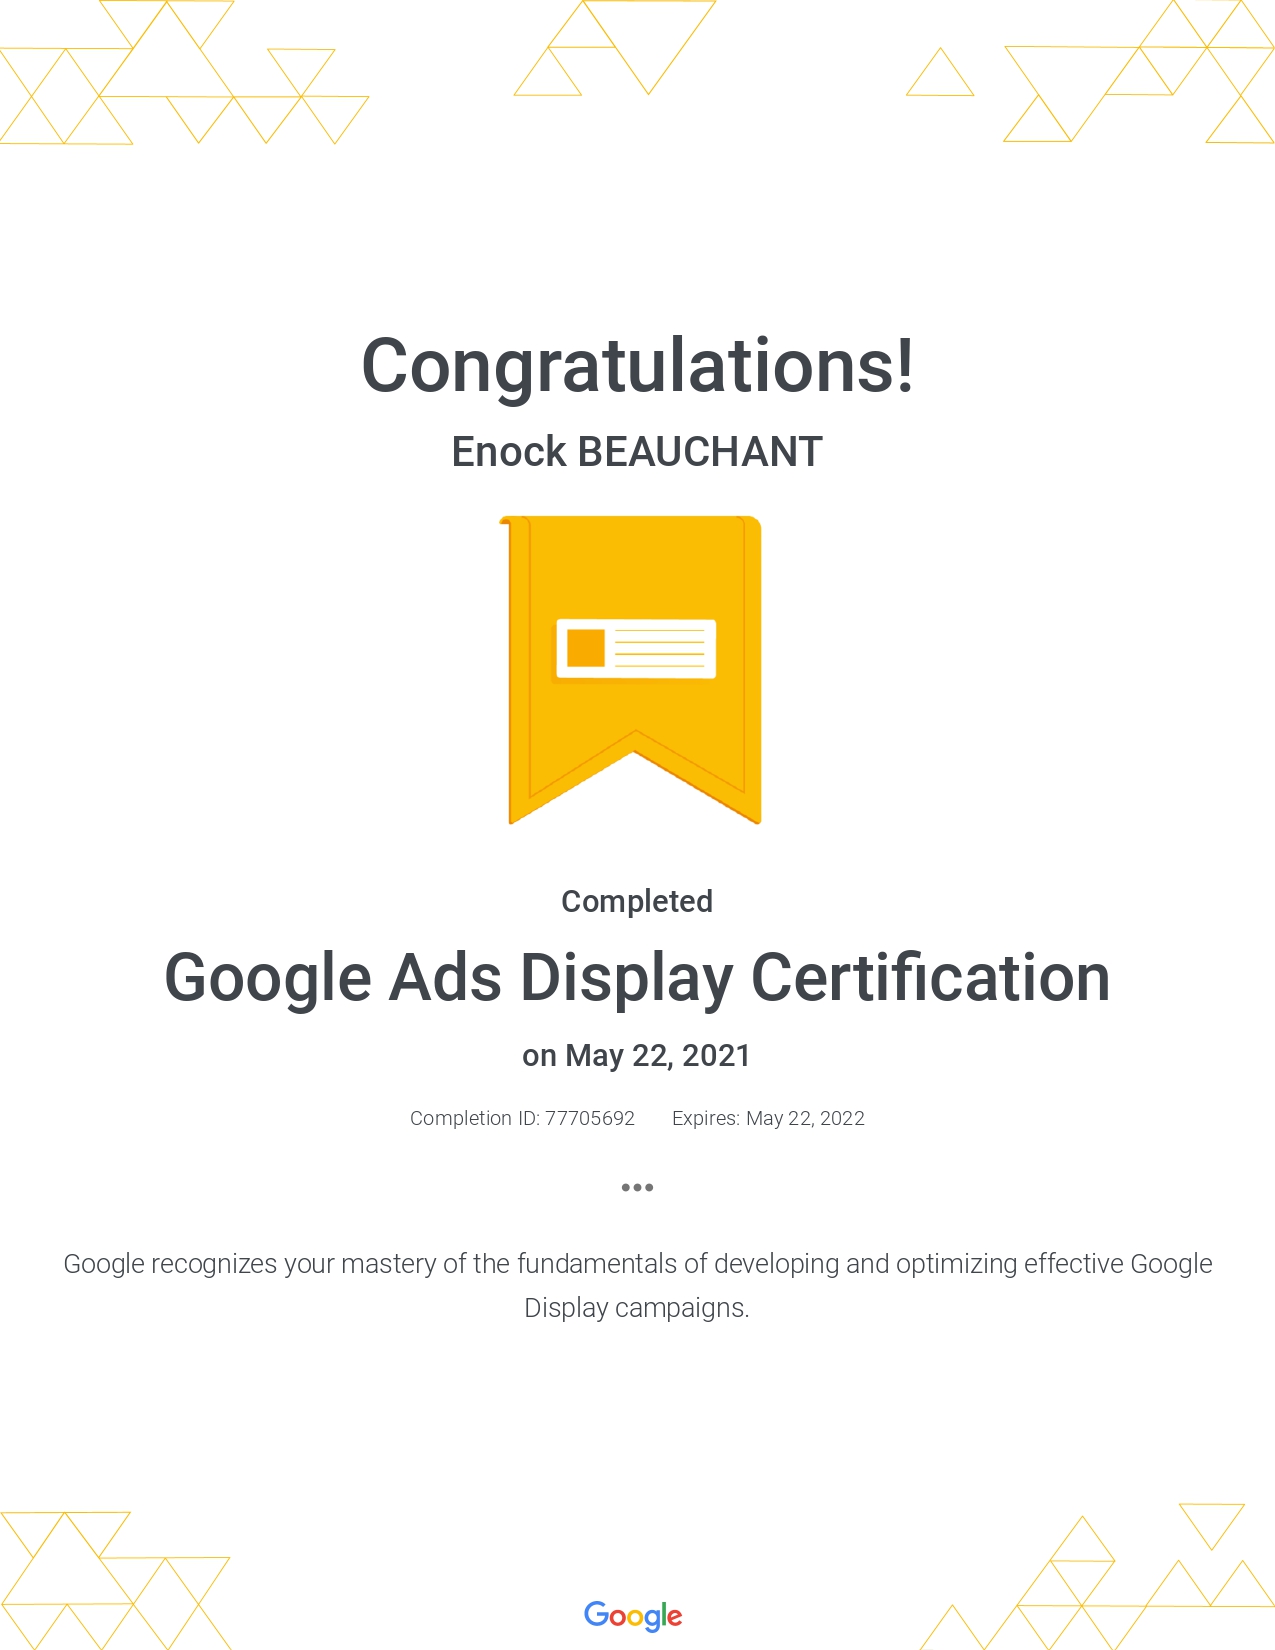 Congratulations!
Enock BEAUCHANT
Completed
Google Ads Display Certification
on May 22, 2021
Completion ID: 77705692 Expires: May 22, 2022
•••
Google recognizes your mastery of the fundamentals of developing and optimizing effective Google
Display campaigns.
Google